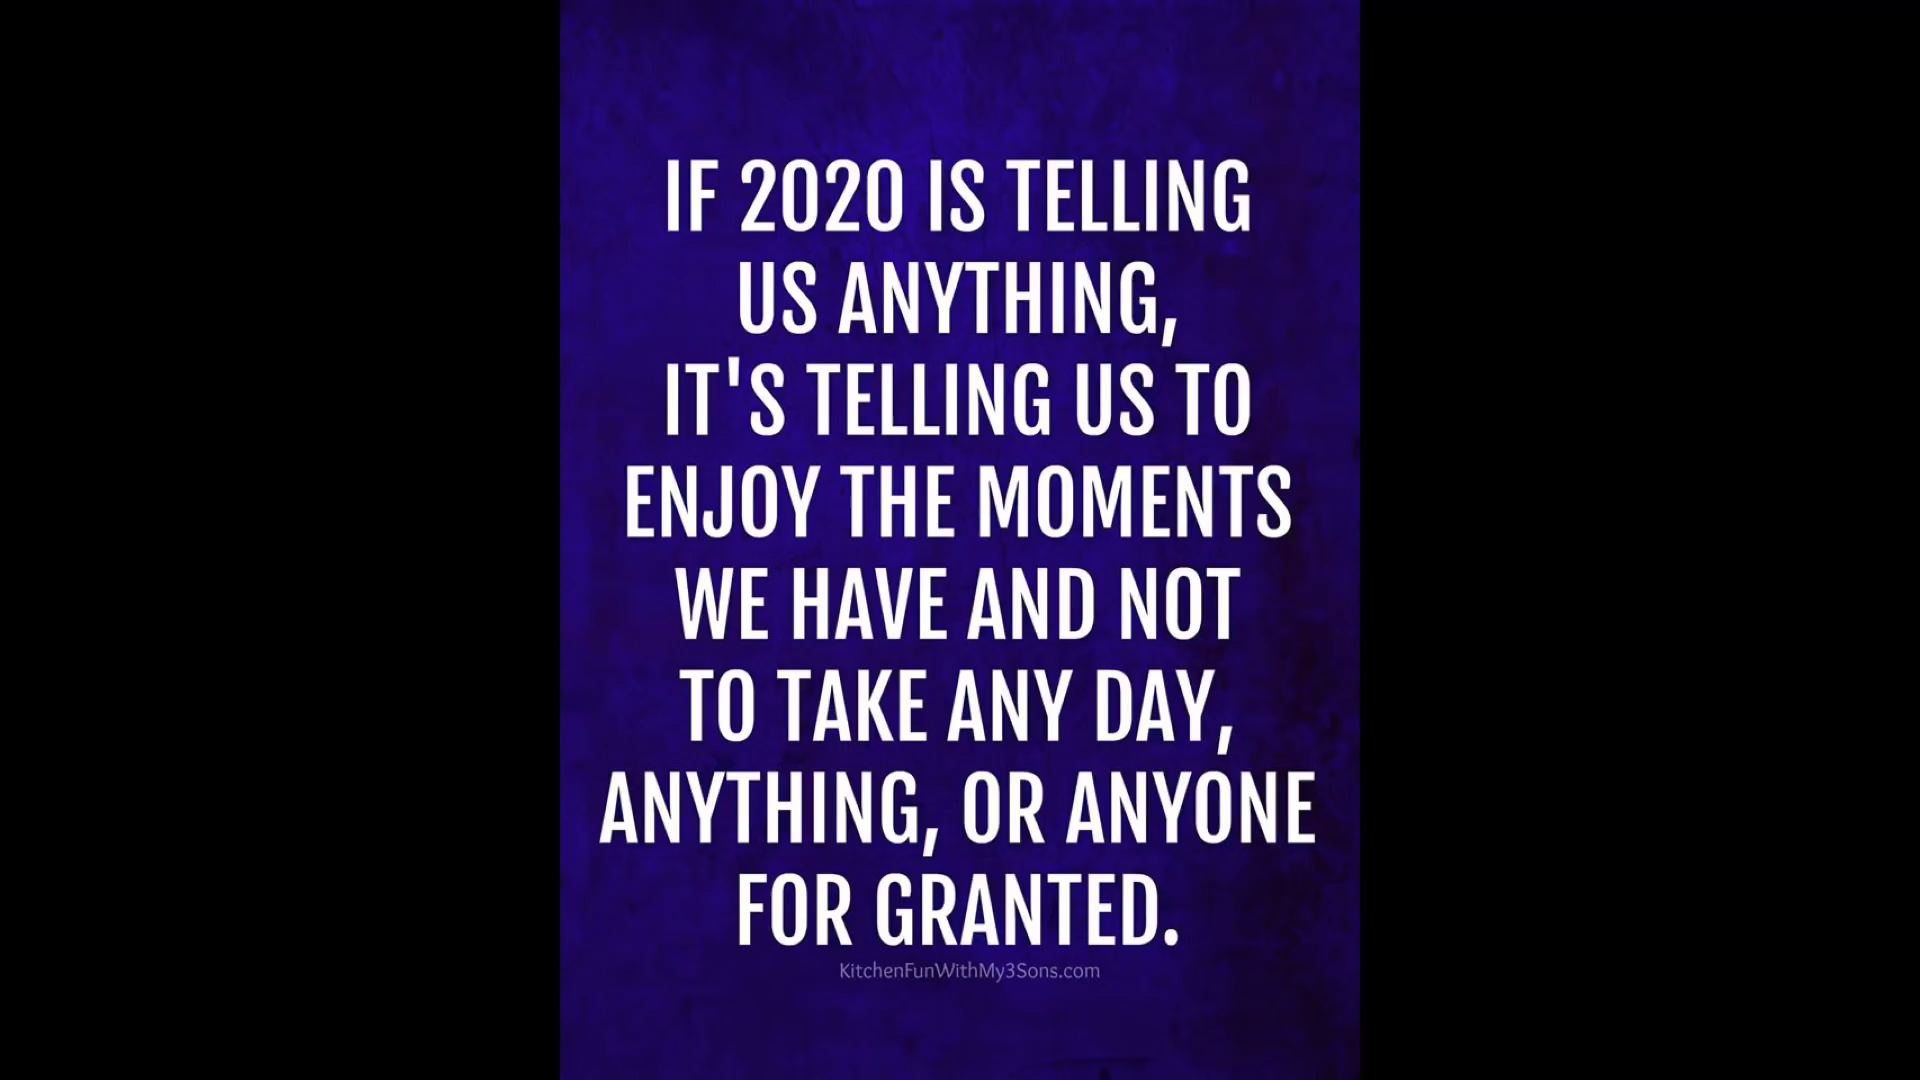 IF 2020 IS TELLING
US ANYTHING,
IT'S TELLING US TO
ENJOY THE MOMENTS
WE HAVE AND NOT
TO TAKE ANY DAY,
ANYTHING, OR ANYONE
FOR GRANTED.
KitchenFunWithMy3Sons.com